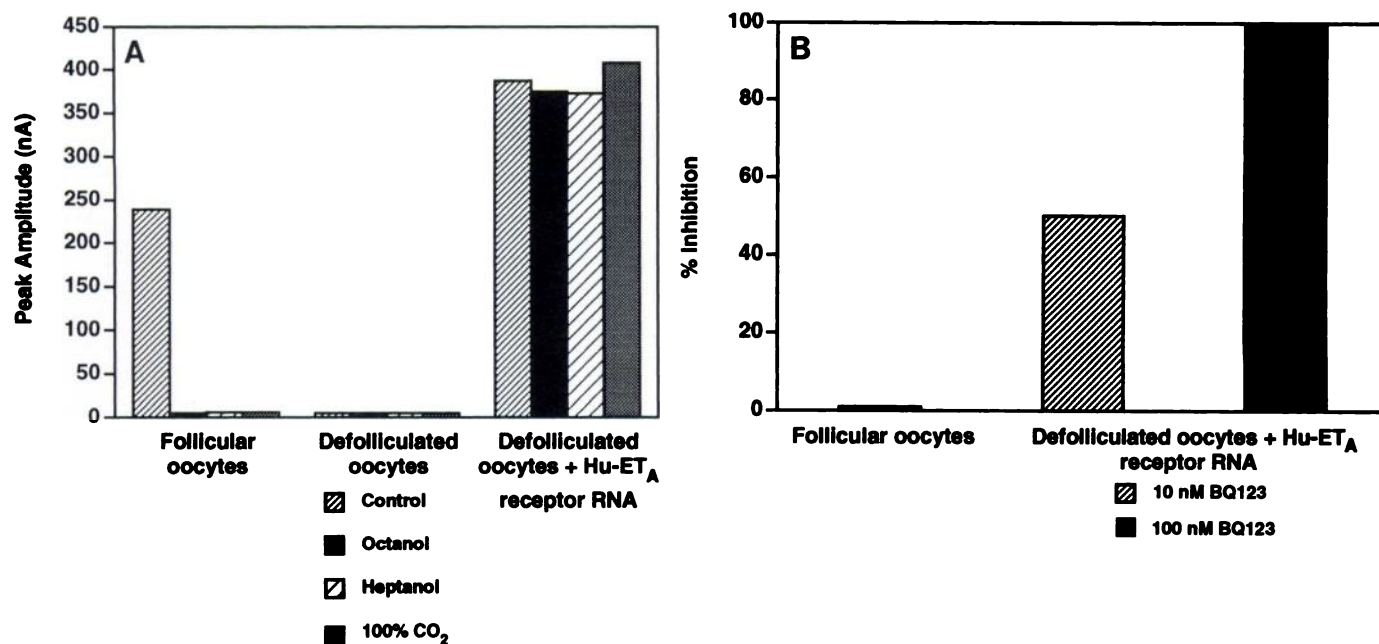 A
450
400
350
300
250
200
150
100
50
0
Peak Amplitude (nA)
Follicular
oocytes
Defolliculated
oocytes
Defolliculated
oocytes + Hu-ETA
receptor RNA
Control
Octanol
Heptanol
100% CO2
B
100
80
60
40
20
0
% Inhibition
Follicular oocytes
Defolliculated oocytes + Hu-ETA
receptor RNA
10 nM BQ123
100 nM BQ123